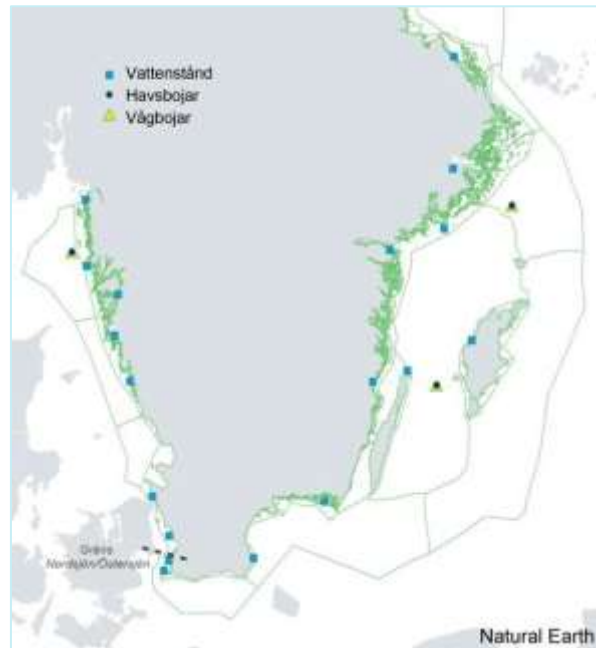 Vattenstånd
Havsbojar
Vågbojar
Gräns
Nordsjön/Östersjön
Natural Earth